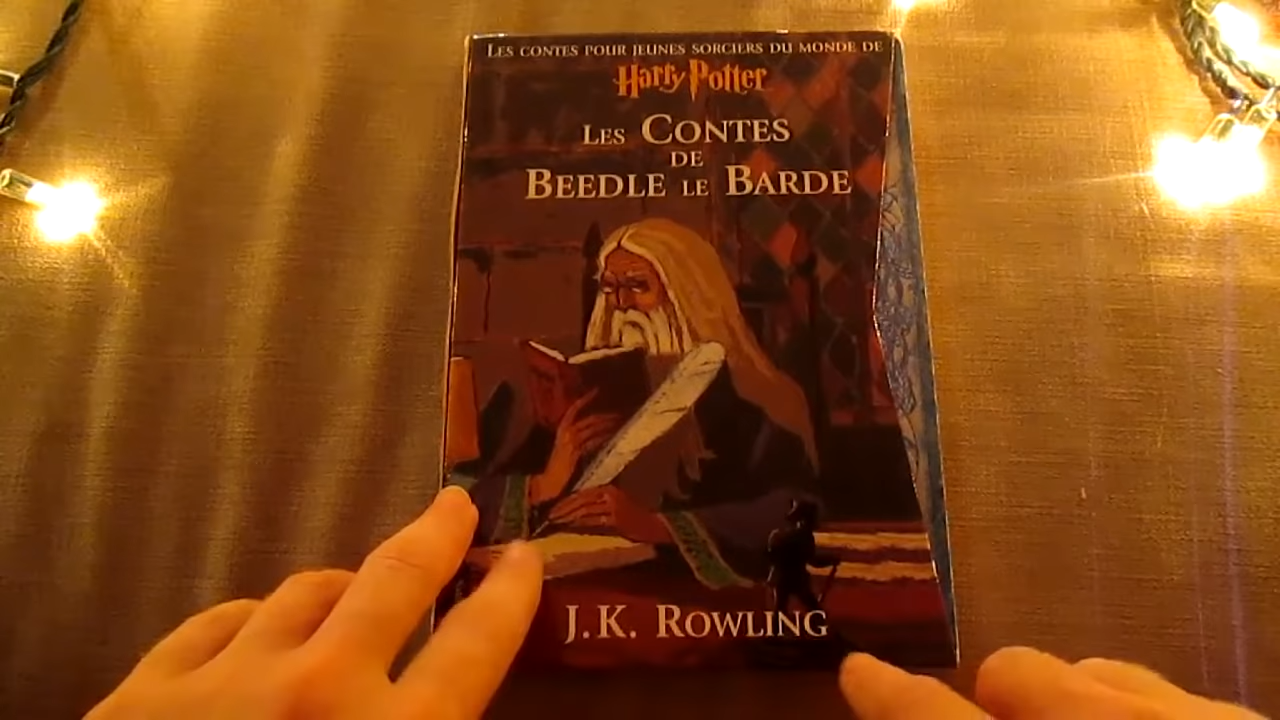 Les contes pour jeunes sorciers du monde de
Harry Potter
Les Contes
de
Beedle le Barde
J.K. Rowling